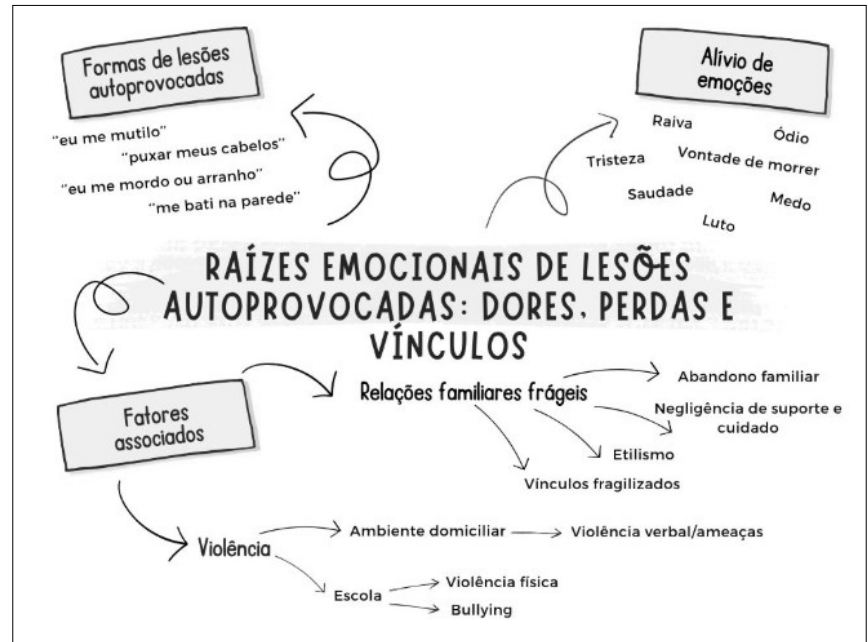 Formas de lesões
autoprovocadas
"eu me mutilo"
"puxar meus cabelos"
"eu me mordo ou arranho"
"me bati na parede"
Alívio de
emoções
Raiva
Ódio
Tristeza
Vontade de morrer
Saudade
Medo
Luto
RAÍZES EMOCIONAIS DE LESÕES
AUTOPROVOCADAS: DORES, PERDAS E
VÍNCULOS
Fatores
associados
Relações familiares frágeis
Abandono familiar
Negligência de suporte e
cuidado
Etilismo
Vínculos fragilizados
Violência
Ambiente domiciliar
Violência verbal/ameaças
Escola
Violência física
Bullying